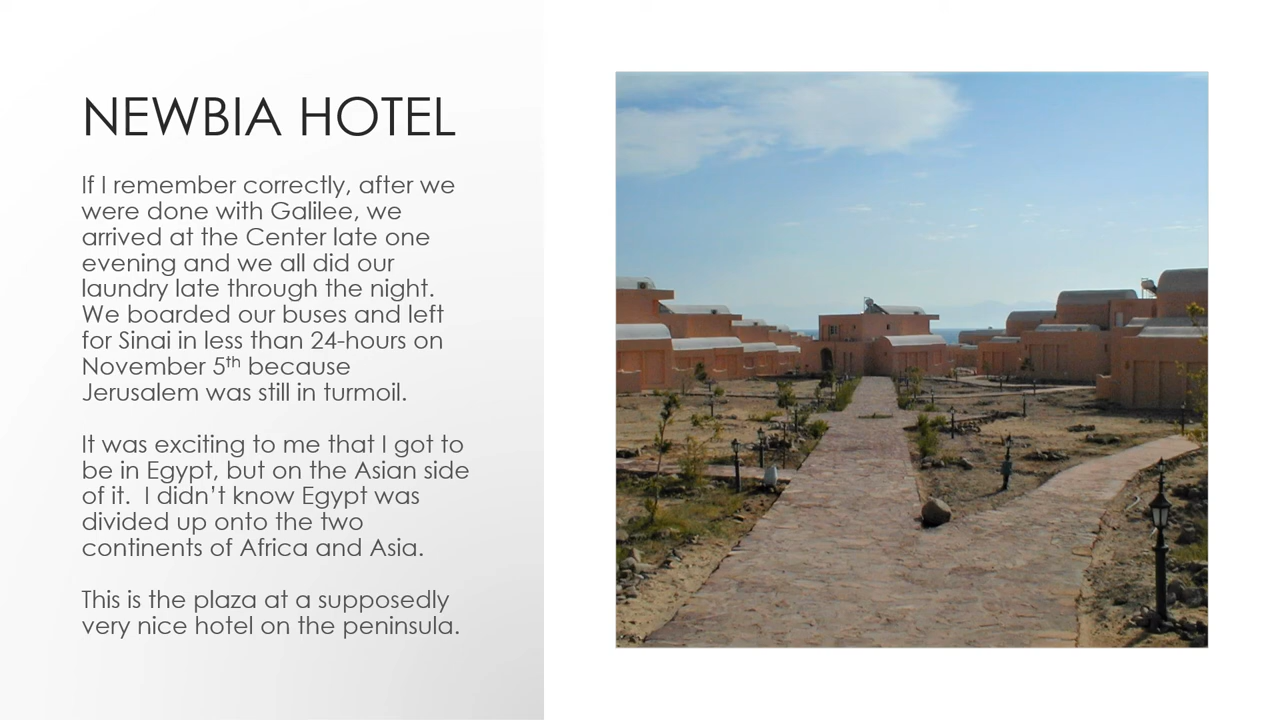 NEWBIA HOTEL
If I remember correctly, after we
were done with Galilee, we
arrived at the Center late one
evening and we all did our
laundry late through the night.
We boarded our buses and left
for Sinai in less than 24-hours on
November 5th because
Jerusalem was still in turmoil.
It was exciting to me that I got to
be in Egypt, but on the Asian side
of it.  I didn’t know Egypt was
divided up onto the two
continents of Africa and Asia.
This is the plaza at a supposedly
very nice hotel on the peninsula.